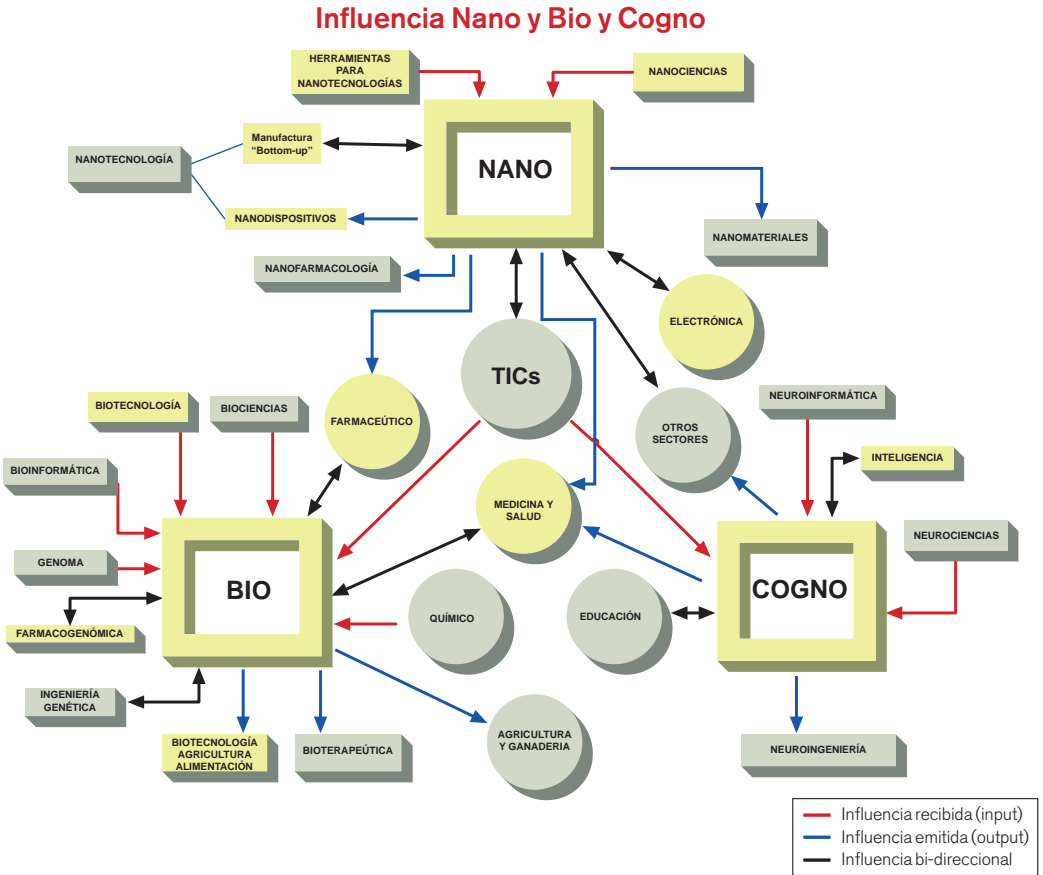 Influencia Nano y Bio y Cogno
HERRAMIENTAS
PARA
NANOTECNOLOGÍAS
NANOCIENCIAS
Manufactura
“Bottom-up”
NANOTECNOLOGÍA
NANO
NANODISPOSITIVOS
NANOMATERIALES
NANOFARMACOLOGÍA
ELECTRÓNICA
TICs
BIOTECNOLOGÍA
BIOCIENCIAS
FARMACEÚTICO
NEUROINFORMÁTICA
OTROS
SECTORES
BIOINFORMÁTICA
INTELIGENCIA
MEDICINA Y
SALUD
NEUROCIENCIAS
GENOMA
BIO
COGNO
FARMACOGENÓMICA
QUÍMICO
EDUCACIÓN
INGENIERÍA
GENÉTICA
BIOTECNOLOGÍA
AGRICULTURA
ALIMENTACIÓN
BIOTERAPEÚTICA
AGRICULTURA
Y GANADERIA
NEUROINGENIERÍA
Influencia recibida (input)
Influencia emitida (output)
Influencia bi-direccional